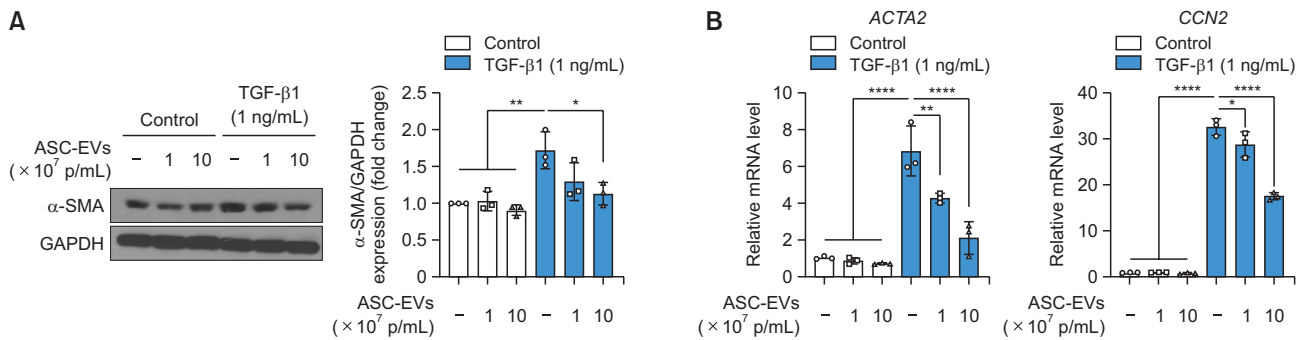 A
Control
TGF-β1
(1 ng/mL)
ASC-EVs
(×10⁷ p/mL)
– 1 10 – 1 10
α-SMA
GAPDH
Control
TGF-β1 (1 ng/mL)
α-SMA/GAPDH
expression (fold change)
2.5
2.0
1.5
1.0
0.5
0
** *
ASC-EVs
(×10⁷ p/mL)
– 1 10 – 1 10
B
ACTA2
Control
TGF-β1 (1 ng/mL)
Relative mRNA level
10
8
6
4
2
0
**** ****
**
ASC-EVs
(×10⁷ p/mL)
– 1 10 – 1 10
CCN2
Control
TGF-β1 (1 ng/mL)
Relative mRNA level
40
30
20
10
0
**** ****
*
ASC-EVs
(×10⁷ p/mL)
– 1 10 – 1 10